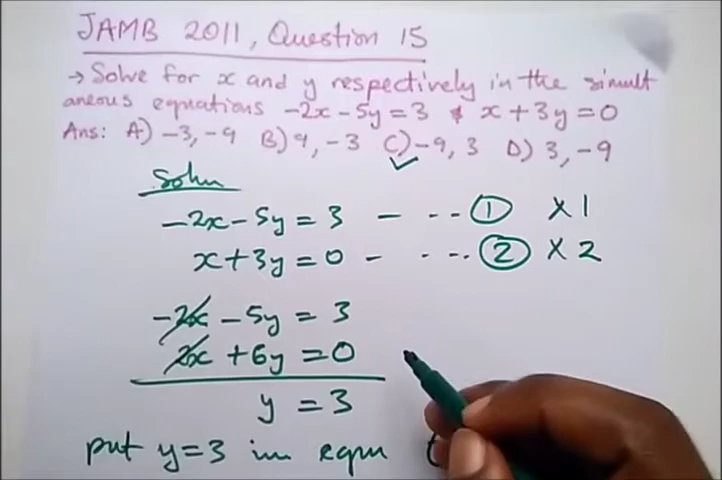 JAMB 2011, Question 15
→ Solve for x and y respectively in the simult
aneous equations -2x - 5y = 3 & x + 3y = 0
Ans: A) -3, -9 B) 9, -3 C) -9, 3 D) 3, -9
Soln
-2x - 5y = 3 - - -- ① X 1
x + 3y = 0 - - -- ② X 2
-2x - 5y = 3
2x + 6y = 0
y = 3
put y=3 in eqn